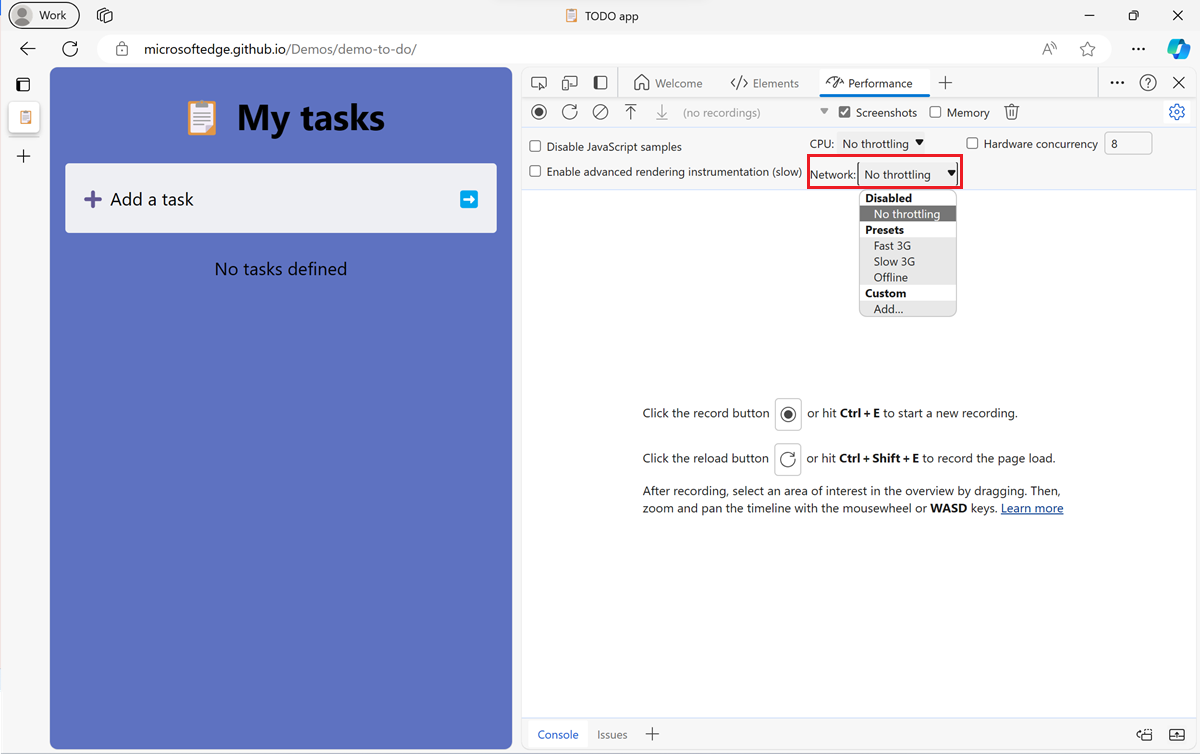 Work
TODO app
microsoftedge.github.io/Demos/demo-to-do/
My tasks
Add a task
No tasks defined
Welcome
Elements
Performance
(no recordings)
Screenshots
Memory
Disable JavaScript samples
CPU: No throttling
Hardware concurrency 8
Enable advanced rendering instrumentation (slow)
Network: No throttling
Disabled
No throttling
Presets
Fast 3G
Slow 3G
Offline
Custom
Add...
Click the record button or hit Ctrl + E to start a new recording.
Click the reload button or hit Ctrl + Shift + E to record the page load.
After recording, select an area of interest in the overview by dragging. Then,
zoom and pan the timeline with the mousewheel or WASD keys. Learn more
Console
Issues